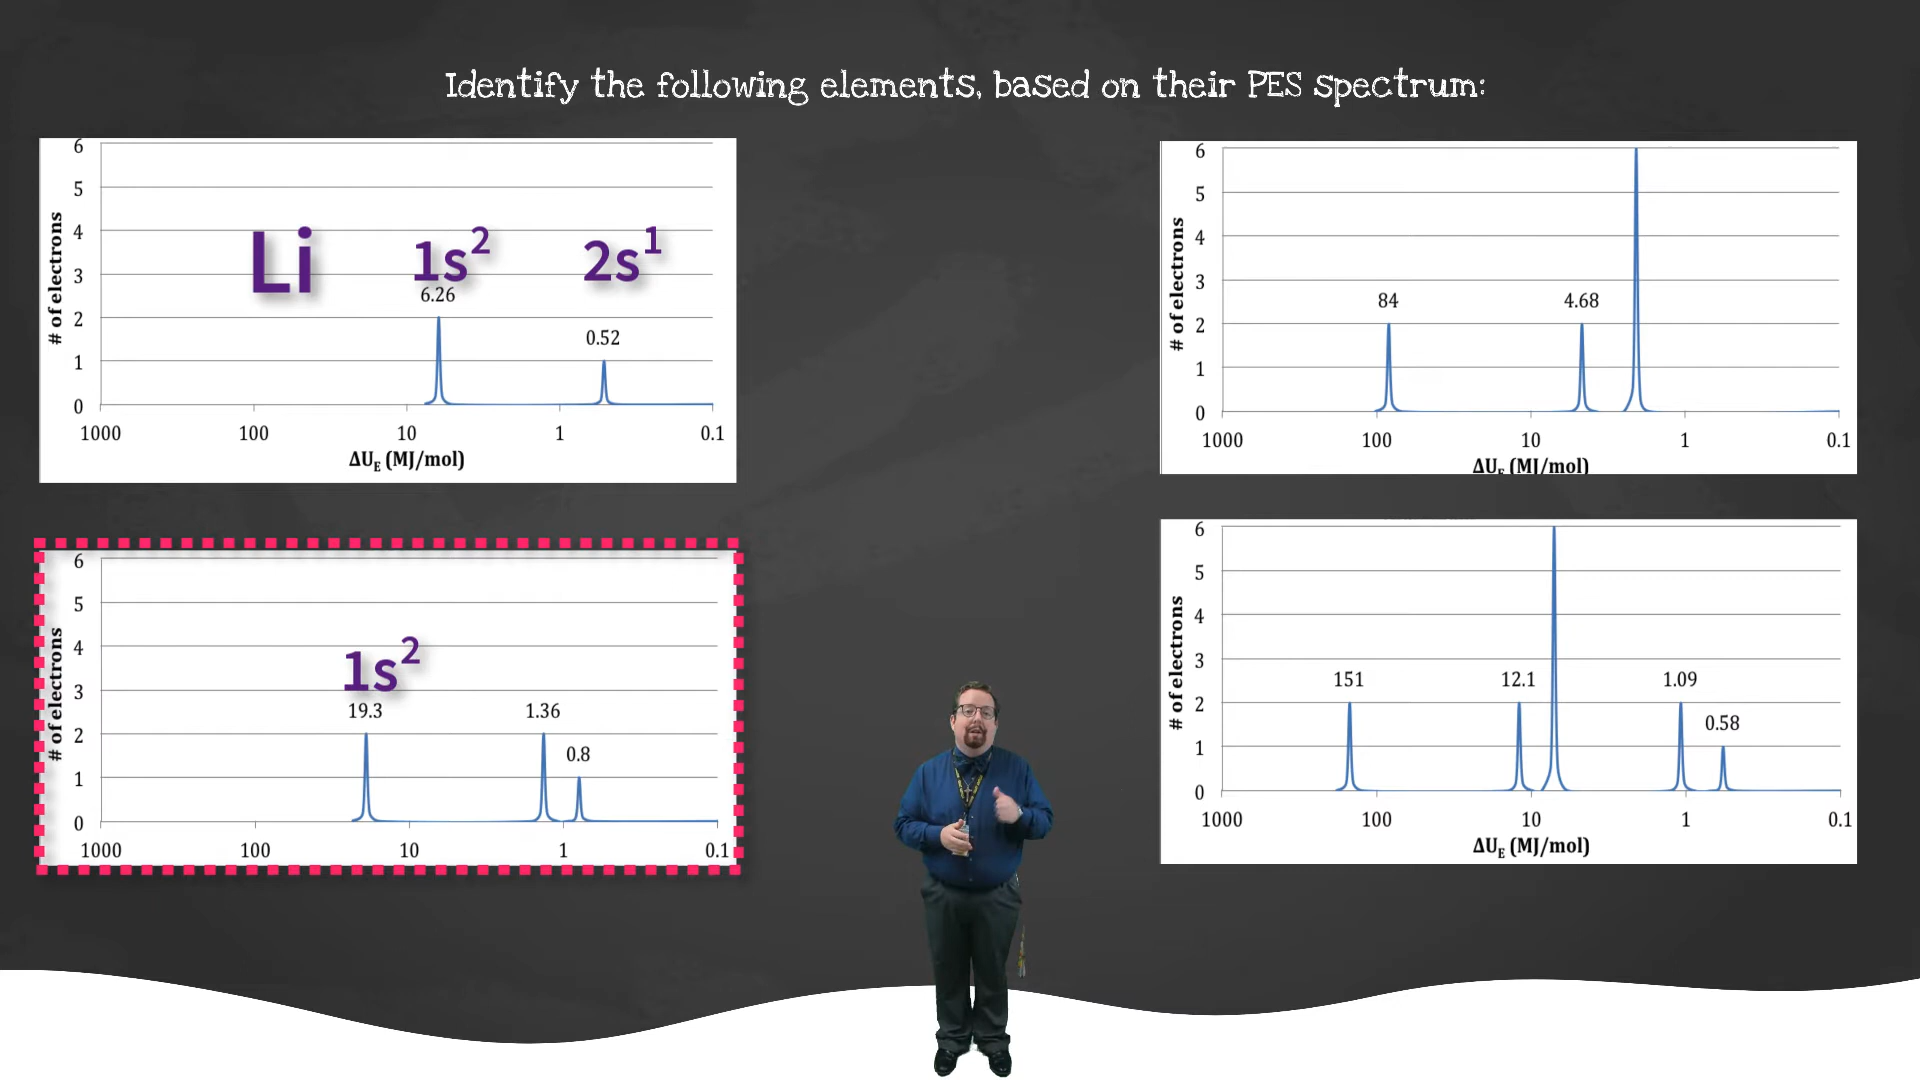 Identify the following elements, based on their PES spectrum:
6
5
4
3
2
1
0
# of electrons
Li 1s² 2s¹
6.26
0.52
1000 100 10 1 0.1
ΔUE (MJ/mol)
6
5
4
3
2
1
0
# of electrons
84 4.68
1000 100 10 1 0.1
ΔUE (MJ/mol)
6
5
4
3
2
1
0
# of electrons
1s²
19.3 1.36
0.8
1000 100 10 1 0.1
6
5
4
3
2
1
0
# of electrons
151 12.1 1.09
0.58
1000 100 10 1 0.1
ΔUE (MJ/mol)